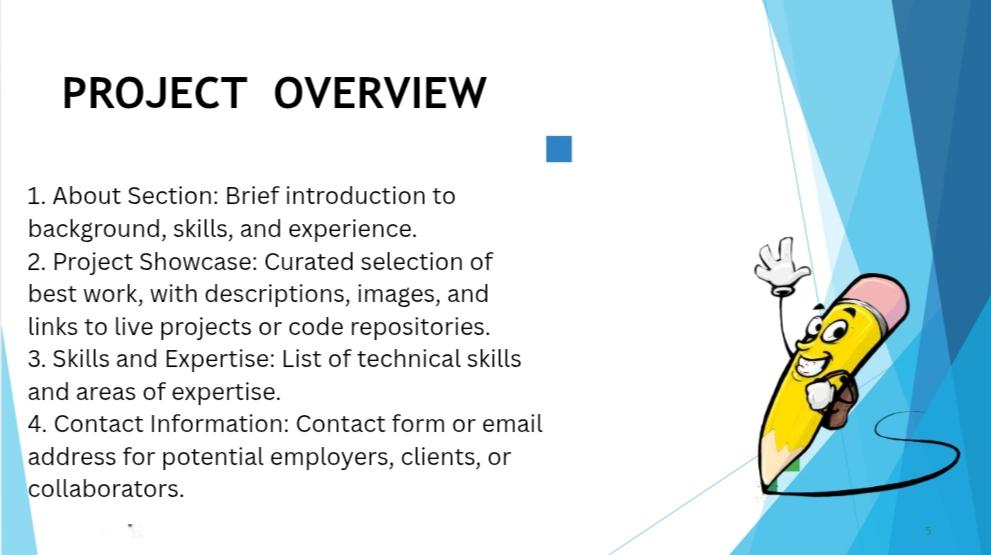 PROJECT OVERVIEW
1. About Section: Brief introduction to
background, skills, and experience.
2. Project Showcase: Curated selection of
best work, with descriptions, images, and
links to live projects or code repositories.
3. Skills and Expertise: List of technical skills
and areas of expertise.
4. Contact Information: Contact form or email
address for potential employers, clients, or
collaborators.
5